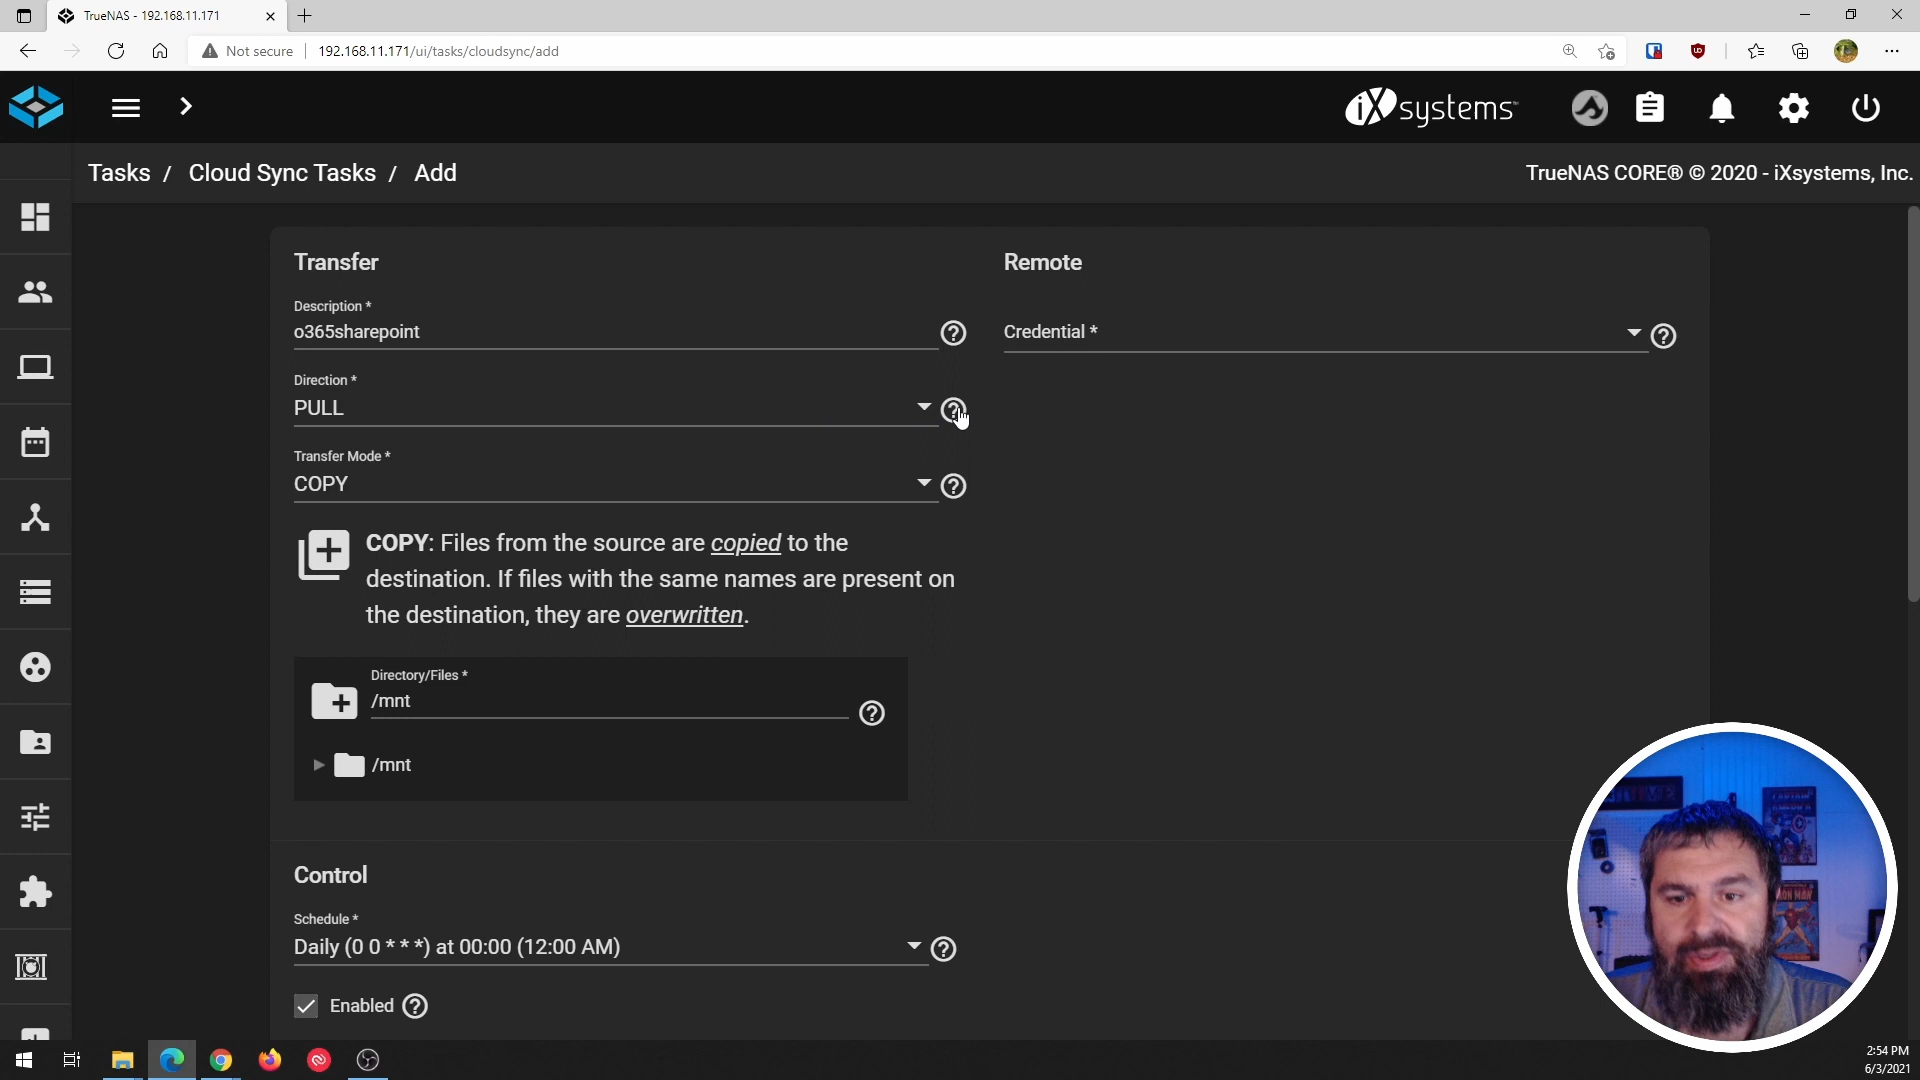 TrueNAS - 192.168.11.171
Not secure
192.168.11.171/ui/tasks/cloudsync/add
iXsystems
Tasks / Cloud Sync Tasks / Add
TrueNAS CORE® © 2020 - iXsystems, Inc.
Transfer
Description *
o365sharepoint
Direction *
PULL
Transfer Mode *
COPY
COPY: Files from the source are copied to the
destination. If files with the same names are present on
the destination, they are overwritten.
Directory/Files *
/mnt
/mnt
Remote
Credential *
Control
Schedule *
Daily (0 0 * * *) at 00:00 (12:00 AM)
Enabled
IRON MAN
2:54 PM
6/3/2021